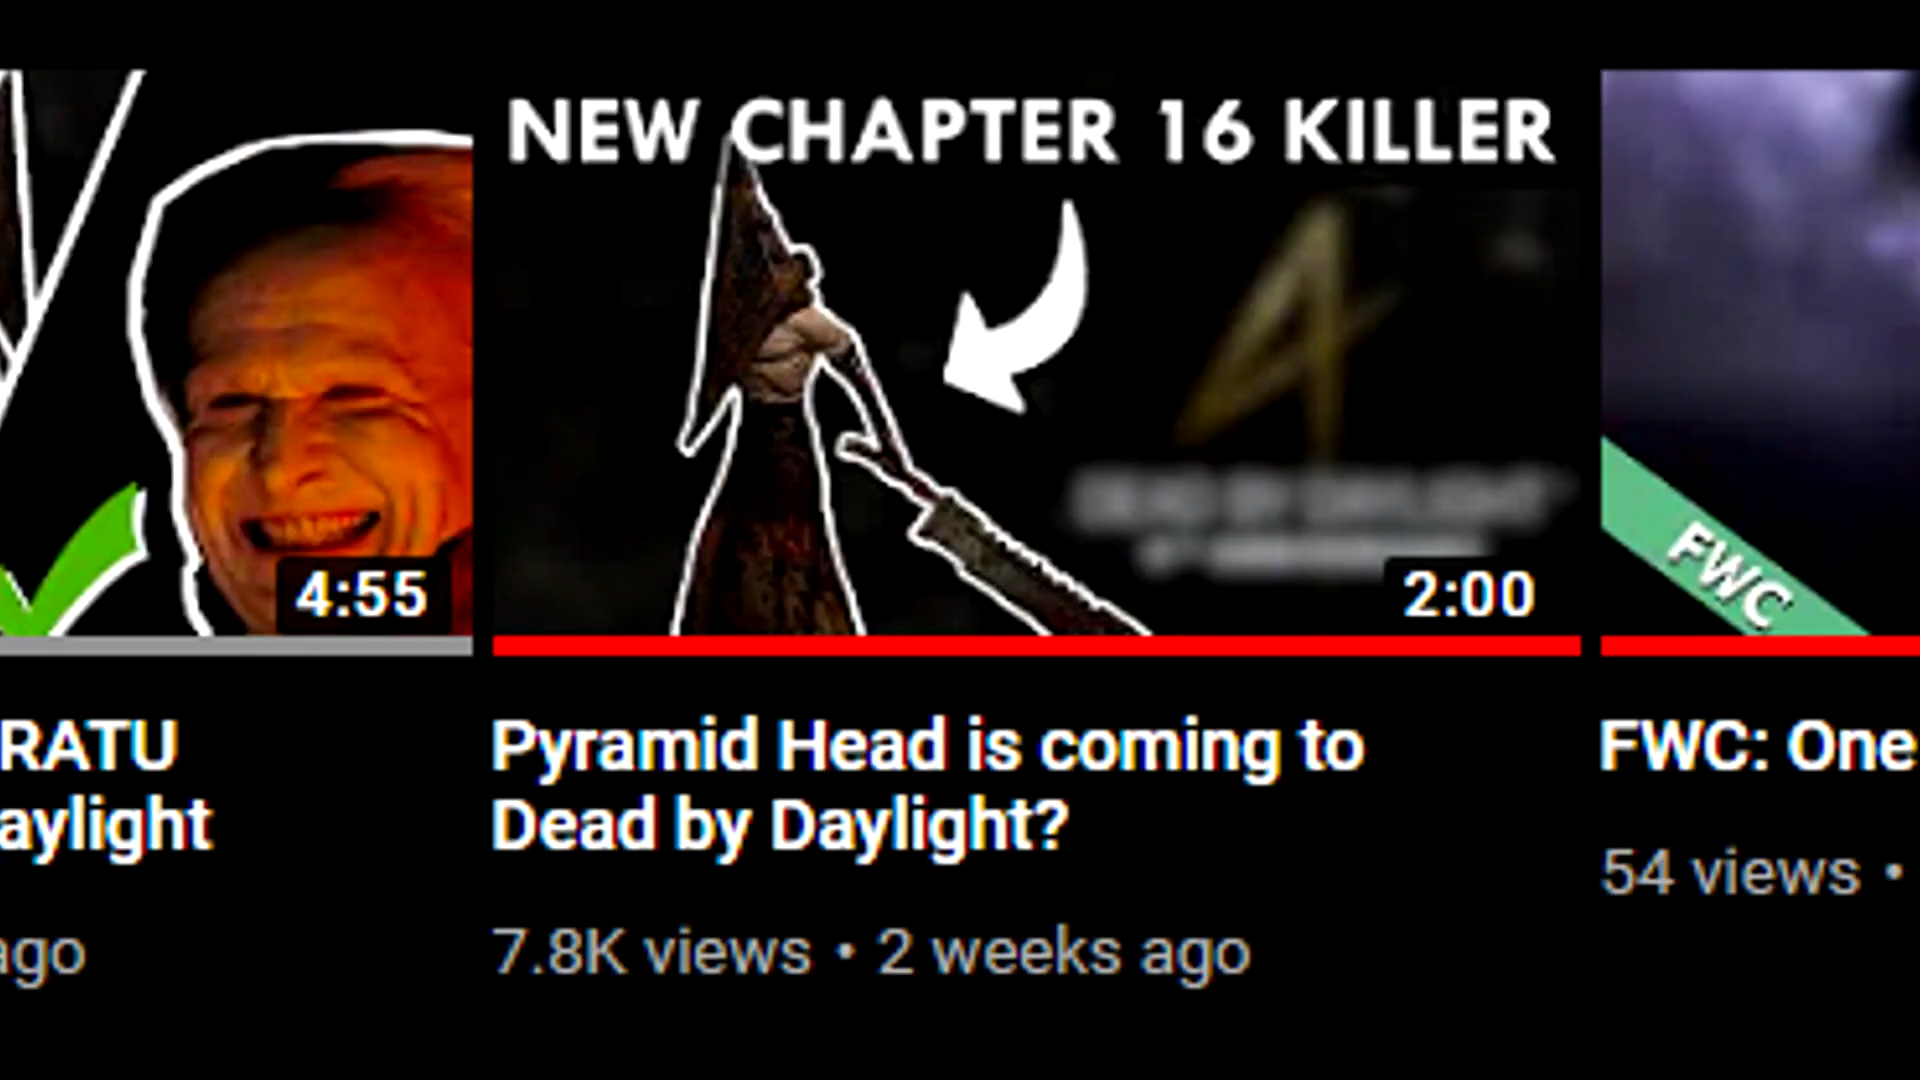 NEW CHAPTER 16 KILLER
4:55
2:00
FWC
RATU
aylight
ago
Pyramid Head is coming to
Dead by Daylight?
7.8K views • 2 weeks ago
FWC: One
54 views •